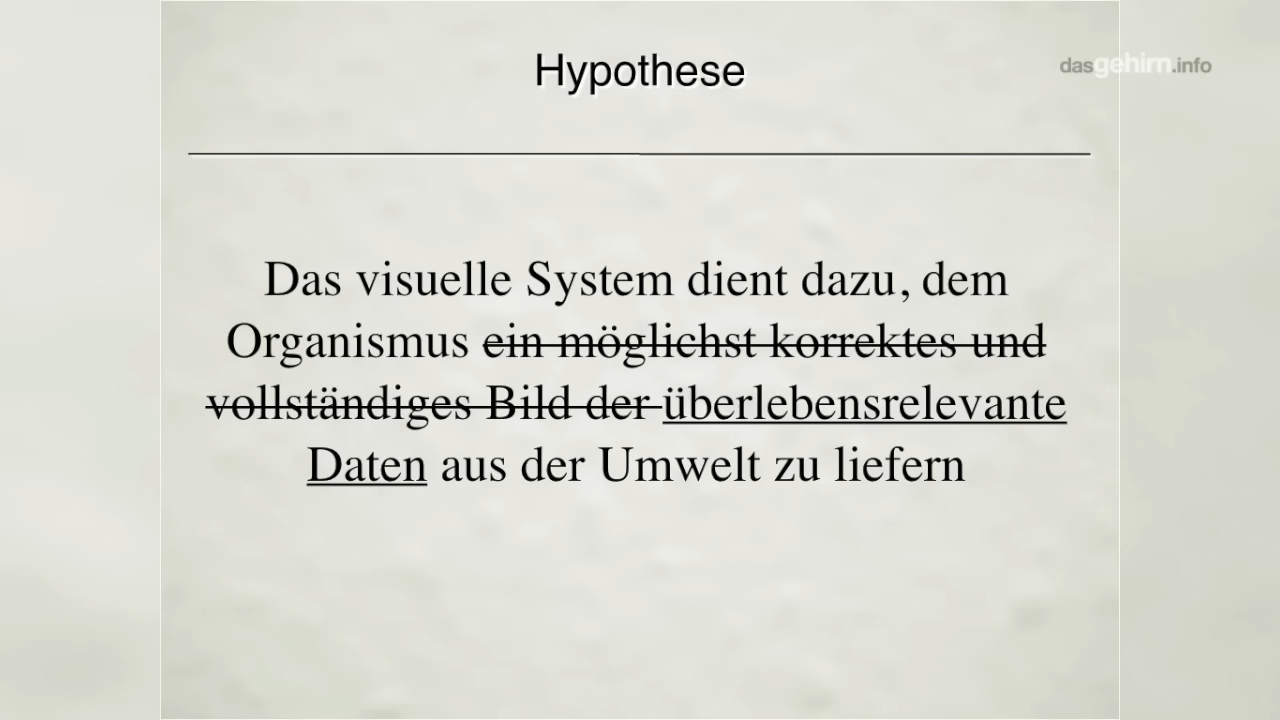 Hypothese
dasgehirn.info
Das visuelle System dient dazu, dem
Organismus ein möglichst korrektes und
vollständiges Bild der überlebensrelevante
Daten aus der Umwelt zu liefern